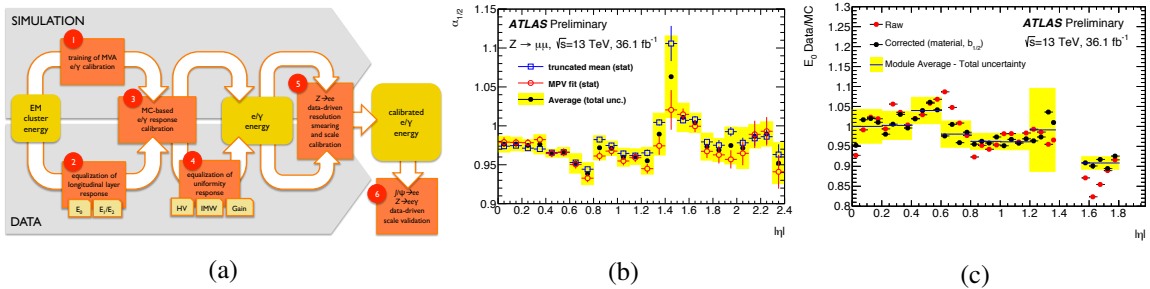 SIMULATION
1
training of MVA
e/γ calibration
EM
cluster
energy
3
MC-based
e/γ response
calibration
e/γ
energy
5
Z→ee
data-driven
resolution
smearing
and scale
calibration
calibrated
e/γ energy
2
equalization of
longitudinal layer
response
E₀
E₁/E₂
4
equalization of
uniformity
response
HV
IMW
Gain
6
J/Ψ→ee
Z→eeγ
data-driven
scale validation
DATA
(a)
α1/2
ATLAS Preliminary
Z → μμ, √s=13 TeV, 36.1 fb⁻¹
truncated mean (stat)
MPV fit (stat)
Average (total unc.)
1.15
1.1
1.05
1
0.95
0.9
0 0.2 0.4 0.6 0.8 1 1.2 1.4 1.6 1.8 2 2.2 2.4
|η|
(b)
E₀ Data/MC
Raw
Corrected (material, b1/2)
Module Average - Total uncertainty
ATLAS Preliminary
√s=13 TeV, 36.1 fb⁻¹
1.3
1.25
1.2
1.15
1.1
1.05
1
0.95
0.9
0.85
0.8
0 0.2 0.4 0.6 0.8 1 1.2 1.4 1.6 1.8
|η|
(c)